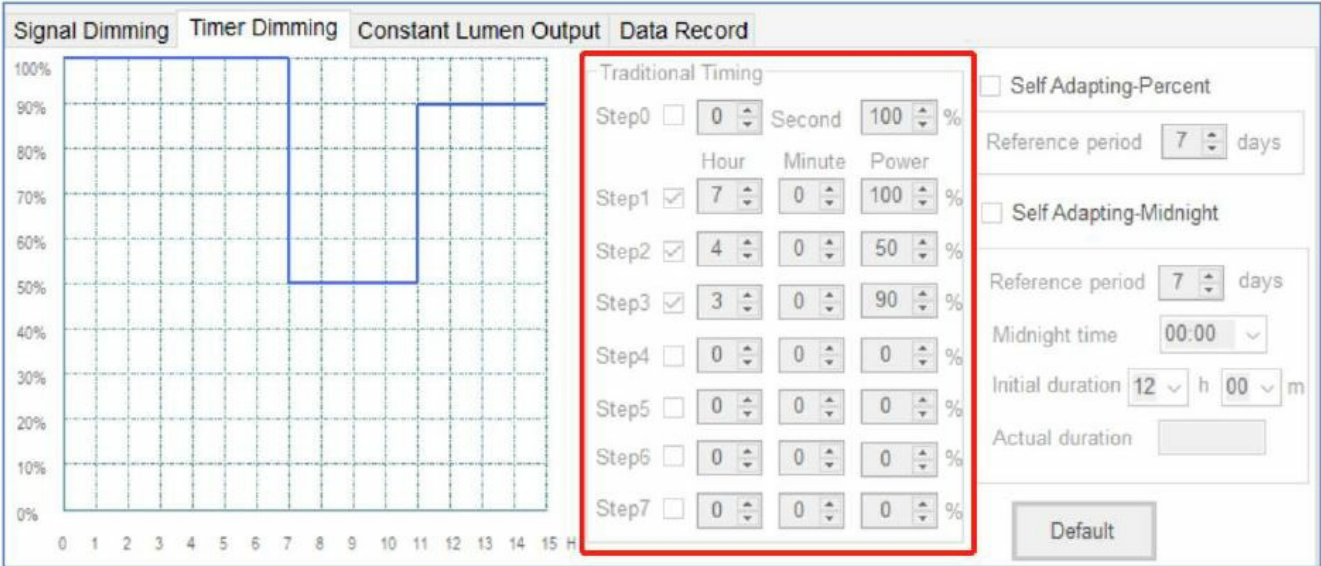 Signal Dimming Timer Dimming Constant Lumen Output Data Record
100%
90%
80%
70%
60%
50%
40%
30%
20%
10%
0%
0 1 2 3 4 5 6 7 8 9 10 11 12 13 14 15 H
Traditional Timing
Step0 0 Second 100 %
Hour Minute Power
Step1 7 0 100 %
Step2 4 0 50 %
Step3 3 0 90 %
Step4 0 0 0 %
Step5 0 0 0 %
Step6 0 0 0 %
Step7 0 0 0 %
Self Adapting-Percent
Reference period 7 days
Self Adapting-Midnight
Reference period 7 days
Midnight time 00:00
Initial duration 12 h 00 m
Actual duration
Default